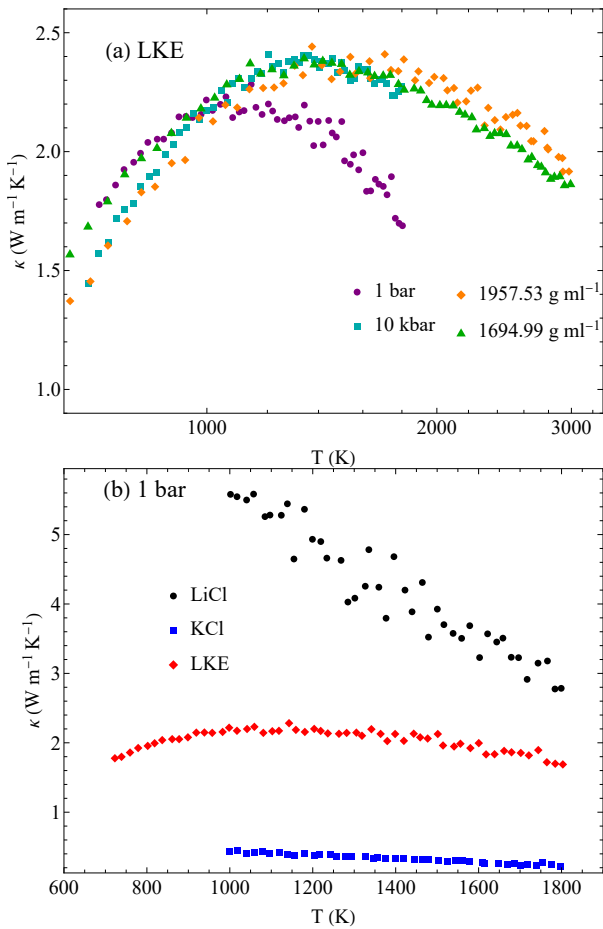 (a) LKE
2.5
2.0
1.5
1.0
κ (W m⁻¹ K⁻¹)
1 bar
1957.53 g ml⁻¹
10 kbar
1694.99 g ml⁻¹
1000
2000
3000
T (K)
(b) 1 bar
5
4
3
2
1
κ (W m⁻¹ K⁻¹)
LiCl
KCl
LKE
600
800
1000
1200
1400
1600
1800
T (K)